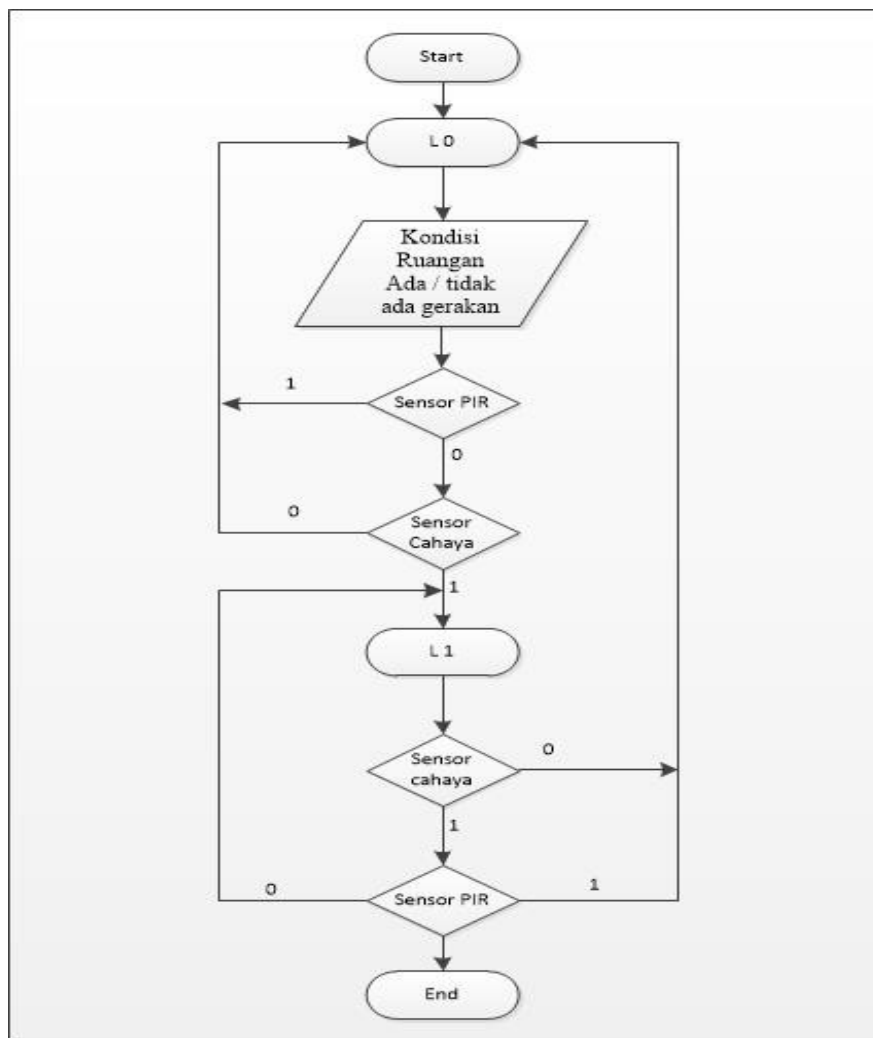 Start
L 0
Kondisi
Ruangan
Ada / tidak
ada gerakan
1
Sensor PIR
0
0
Sensor
Cahaya
1
L 1
Sensor
cahaya
0
1
0
Sensor PIR
1
End